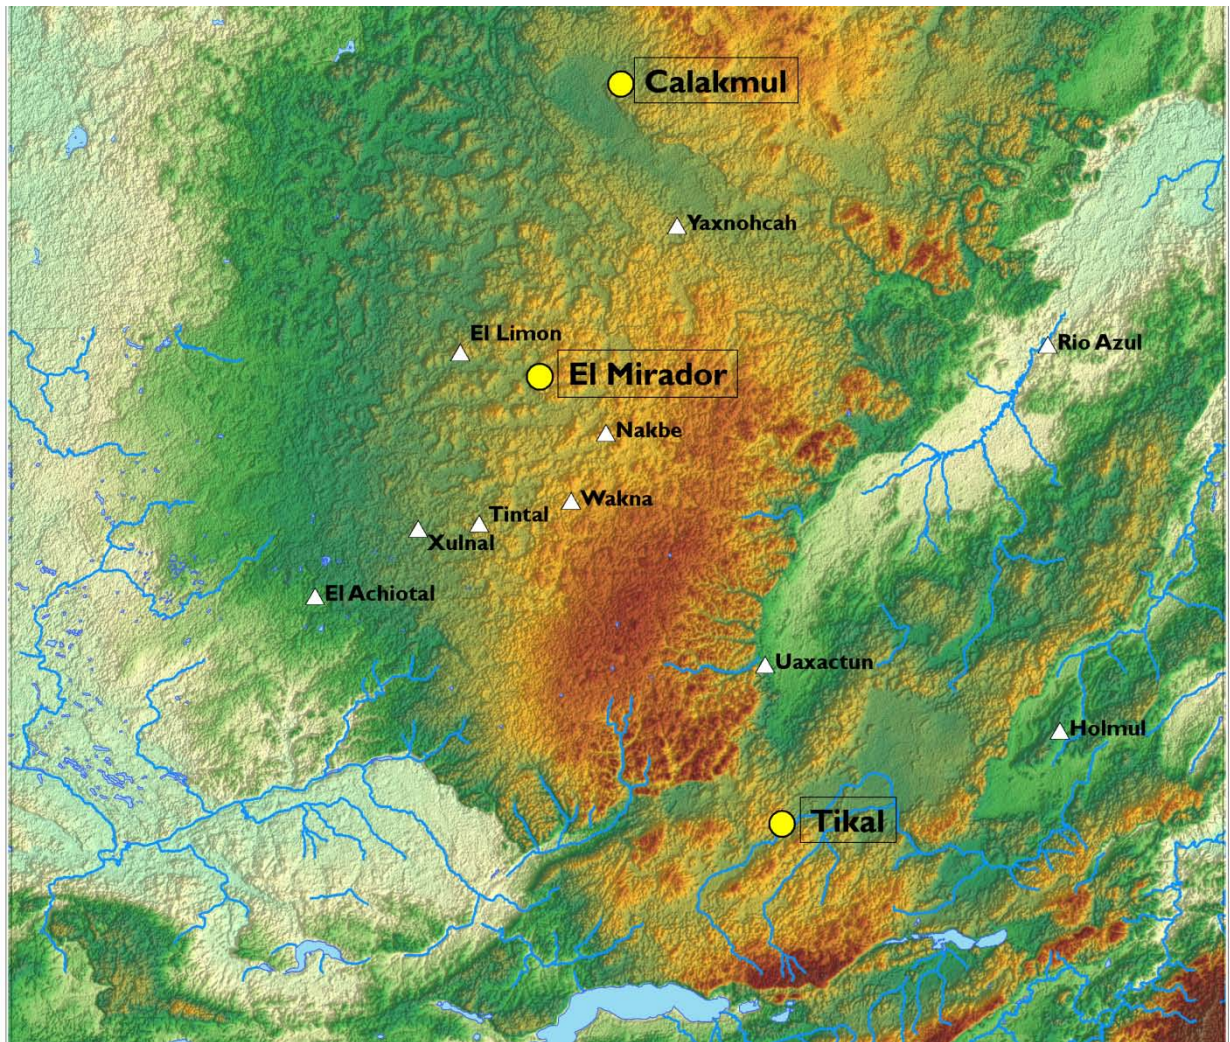 Calakmul
Yaxnohcah
El Limon
Rio Azul
El Mirador
Nakbe
Wakna
Tintal
Xulnal
El Achiotal
Uaxactun
Holmul
Tikal